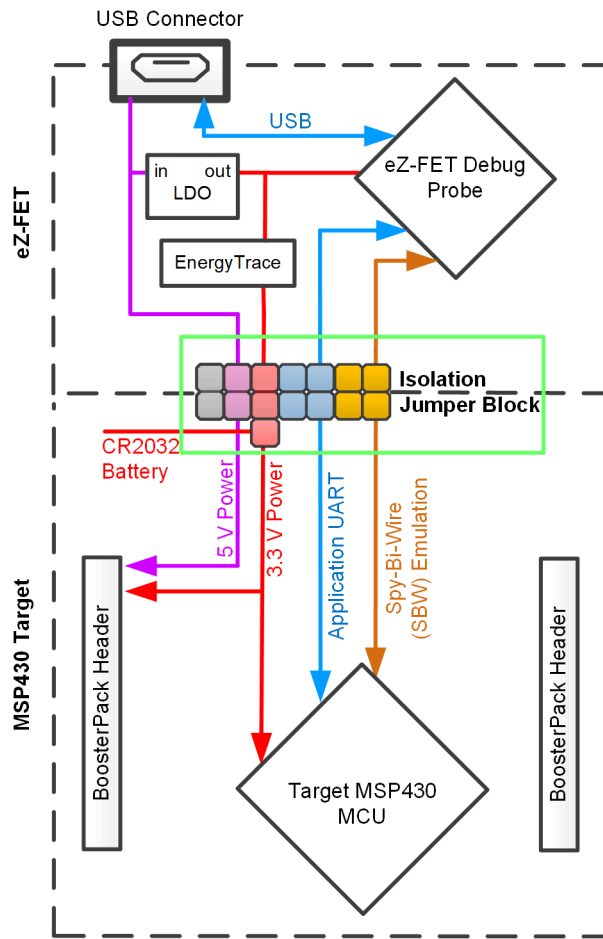 USB Connector
USB
eZ-FET Debug
Probe
in out
LDO
EnergyTrace
eZ-FET
Isolation
Jumper Block
CR2032
Battery
5 V Power
3.3 V Power
Application UART
Spy-Bi-Wire
(SBW) Emulation
MSP430 Target
BoosterPack Header
BoosterPack Header
Target MSP430
MCU